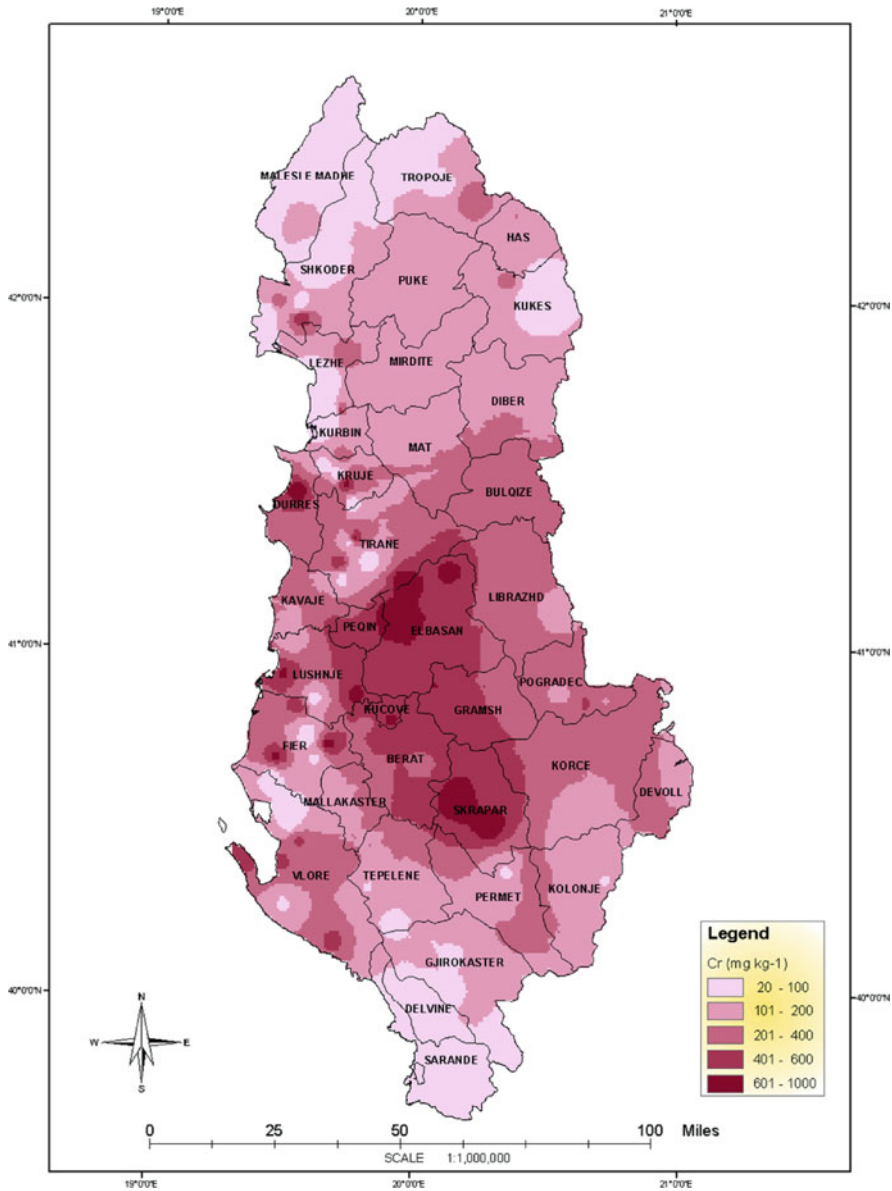 19°0'0"E 20°0'0"E 21°0'0"E
MALESI E MADHE
TROPOJE
HAS
SHKODER
PUKE
42°0'0"N
KUKES
42°0'0"N
LEZHE
MIRDITE
DIBER
KURBIN
MAT
KRUJE
BULQIZE
DURRES
TIRANE
LIBRAZHD
KAVAJE
PEQIN
ELBASAN
41°0'0"N
41°0'0"N
LUSHNJE
POGRADEC
KUCOVE
GRAMSH
FIER
BERAT
KORCE
DEVOLL
MALLAKASTER
SKRAPAR
VLORE
TEPELENE
PERMET
KOLONJE
GJIROKASTER
40°0'0"N
40°0'0"N
DELVINE
SARANDE
Legend
Cr (mg kg-1)
20 - 100
101 - 200
201 - 400
401 - 600
601 - 1000
N
W E
S
0 25 50 100 Miles
SCALE 1:1,000,000
19°0'0"E 20°0'0"E 21°0'0"E